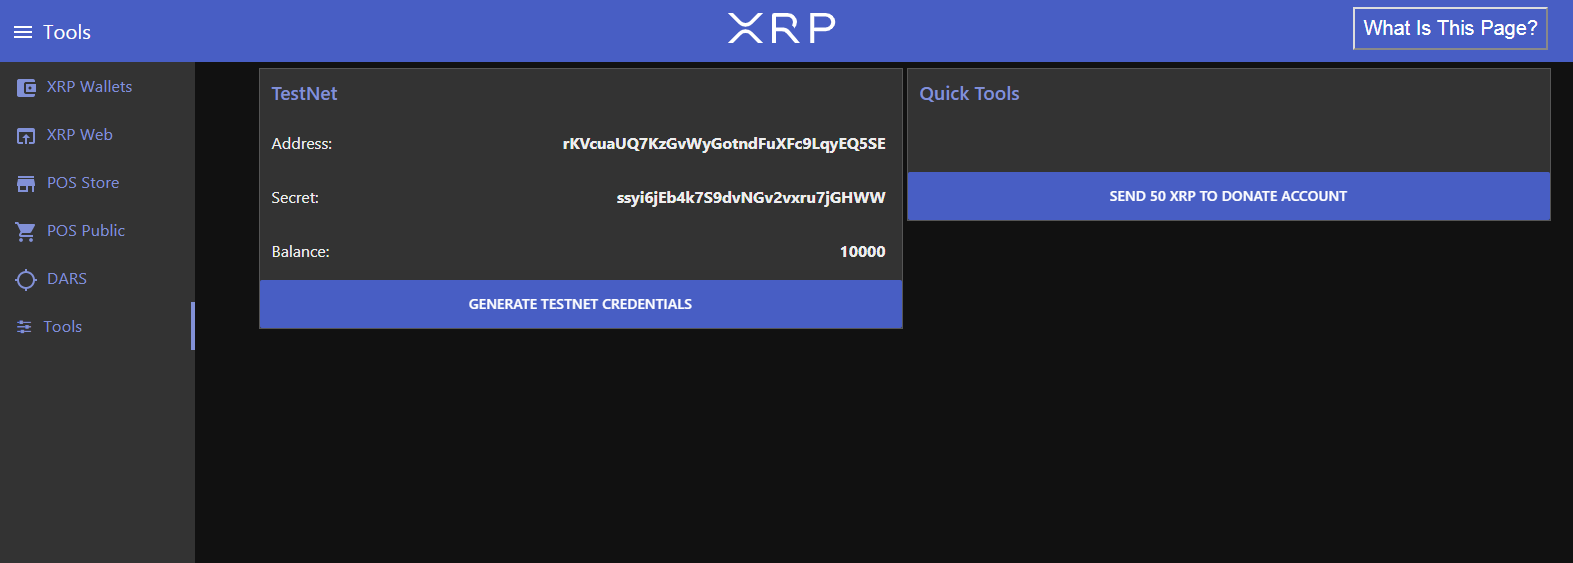 Tools
XRP
What Is This Page?
XRP Wallets
XRP Web
POS Store
POS Public
DARS
Tools
TestNet
Address: rKVcuaUQ7KzGvWyGotndFuXFc9LqyEQ5SE
Secret: ssyi6jEb4k7S9dvNGv2vxru7jGHWW
Balance: 10000
GENERATE TESTNET CREDENTIALS
Quick Tools
SEND 50 XRP TO DONATE ACCOUNT